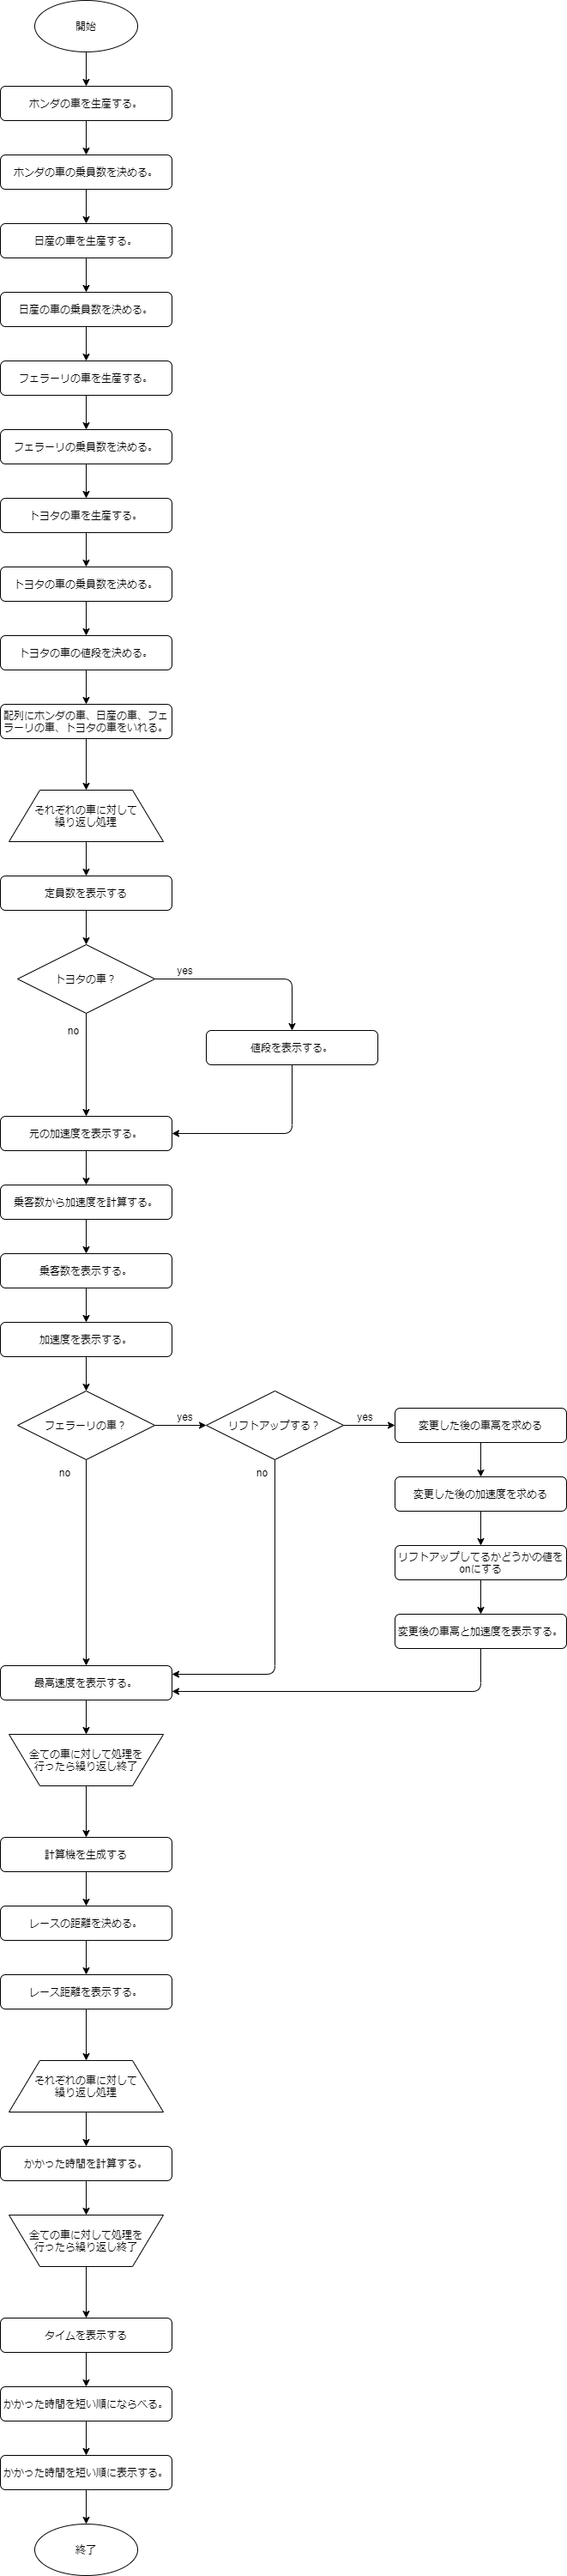 開始
ホンダの車を生産する。
ホンダの車の乗員数を決める。
日産の車を生産する。
日産の車の乗員数を決める。
フェラーリの車を生産する。
フェラーリの乗員数を決める。
トヨタの車を生産する。
トヨタの車の乗員数を決める。
トヨタの車の値段を決める。
配列にホンダの車、日産の車、フェ
ラーリの車、トヨタの車をいれる。
それぞれの車に対して
繰り返し処理
定員数を表示する
トヨタの車？
yes
no
値段を表示する。
元の加速度を表示する。
乗客数から加速度を計算する。
乗客数を表示する。
加速度を表示する。
フェラーリの車？
yes
リフトアップする？
yes
変更した後の車高を求める
no
no
変更した後の加速度を求める
リフトアップしてるかどうかの値を
onにする
変更後の車高と加速度を表示する。
最高速度を表示する。
全ての車に対して処理を
行ったら繰り返し終了
計算機を生成する
レースの距離を決める。
レース距離を表示する。
それぞれの車に対して
繰り返し処理
かかった時間を計算する。
全ての車に対して処理を
行ったら繰り返し終了
タイムを表示する
かかった時間を短い順にならべる。
かかった時間を短い順に表示する。
終了